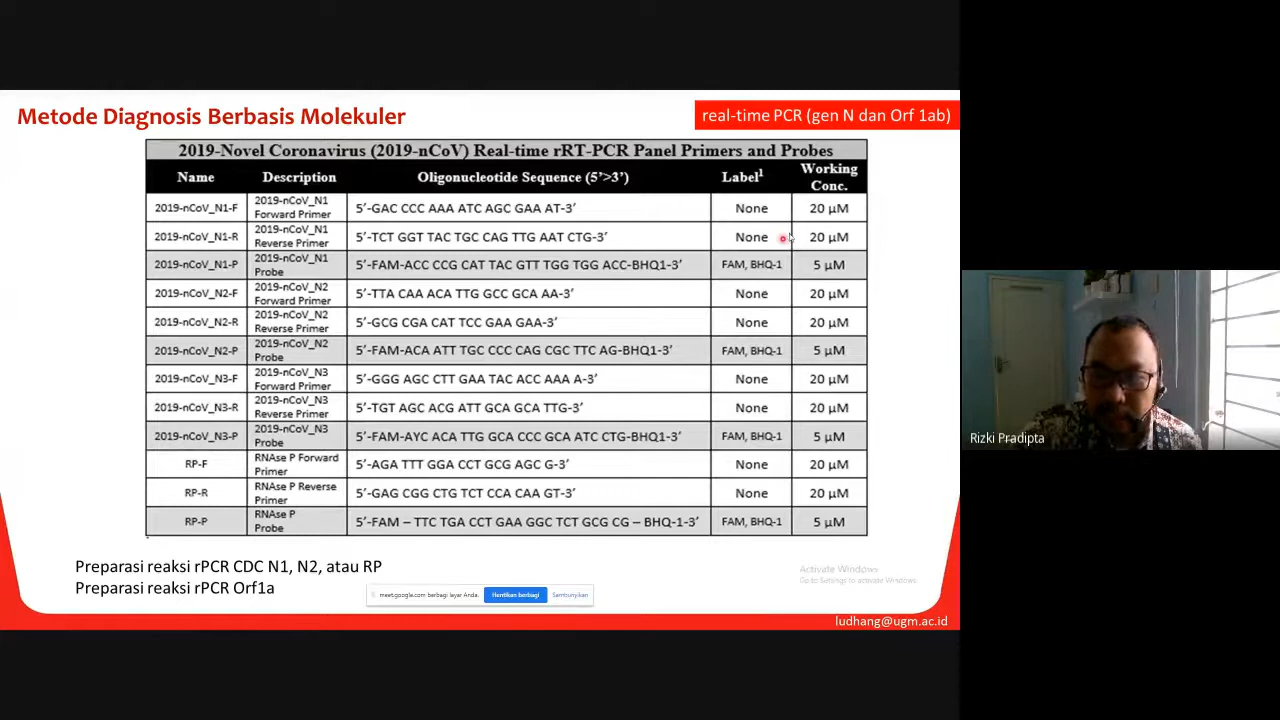 Metode Diagnosis Berbasis Molekuler
real-time PCR (gen N dan Orf 1ab)
2019-Novel Coronavirus (2019-nCoV) Real-time rRT-PCR Panel Primers and Probes
Name Description Oligonucleotide Sequence (5'>3') Label1 Working Conc.
2019-nCoV_N1-F 2019-nCoV_N1 Forward Primer 5'-GAC CCC AAA ATC AGC GAA AT-3' None 20 µM
2019-nCoV_N1-R 2019-nCoV_N1 Reverse Primer 5'-TCT GGT TAC TGC CAG TTG AAT CTG-3' None 20 µM
2019-nCoV_N1-P 2019-nCoV_N1 Probe 5'-FAM-ACC CCG CAT TAC GTT TGG TGG ACC-BHQ1-3' FAM, BHQ-1 5 µM
2019-nCoV_N2-F 2019-nCoV_N2 Forward Primer 5'-TTA CAA ACA TTG GCC GCA AA-3' None 20 µM
2019-nCoV_N2-R 2019-nCoV_N2 Reverse Primer 5'-GCG CGA CAT TCC GAA GAA-3' None 20 µM
2019-nCoV_N2-P 2019-nCoV_N2 Probe 5'-FAM-ACA ATT TGC CCC CAG CGC TTC AG-BHQ1-3' FAM, BHQ-1 5 µM
2019-nCoV_N3-F 2019-nCoV_N3 Forward Primer 5'-GGG AGC CTT GAA TAC ACC AAA A-3' None 20 µM
2019-nCoV_N3-R 2019-nCoV_N3 Reverse Primer 5'-TGT AGC ACG ATT GCA GCA TTG-3' None 20 µM
2019-nCoV_N3-P 2019-nCoV_N3 Probe 5'-FAM-AYC ACA TTG GCA CCC GCA ATC CTG-BHQ1-3' FAM, BHQ-1 5 µM
RP-F RNAse P Forward Primer 5'-AGA TTT GGA CCT GCG AGC G-3' None 20 µM
RP-R RNAse P Reverse Primer 5'-GAG CGG CTG TCT CCA CAA GT-3' None 20 µM
RP-P RNAse P Probe 5'-FAM – TTC TGA CCT GAA GGC TCT GCG CG – BHQ-1-3' FAM, BHQ-1 5 µM
Preparasi reaksi rPCR CDC N1, N2, atau RP
Preparasi reaksi rPCR Orf1a
Activate Windows
Go to Settings to activate Windows.
meet.google.com berbagi layar Anda. Hentikan berbagi Sembunyikan
ludhang@ugm.ac.id
Rizki Pradipta